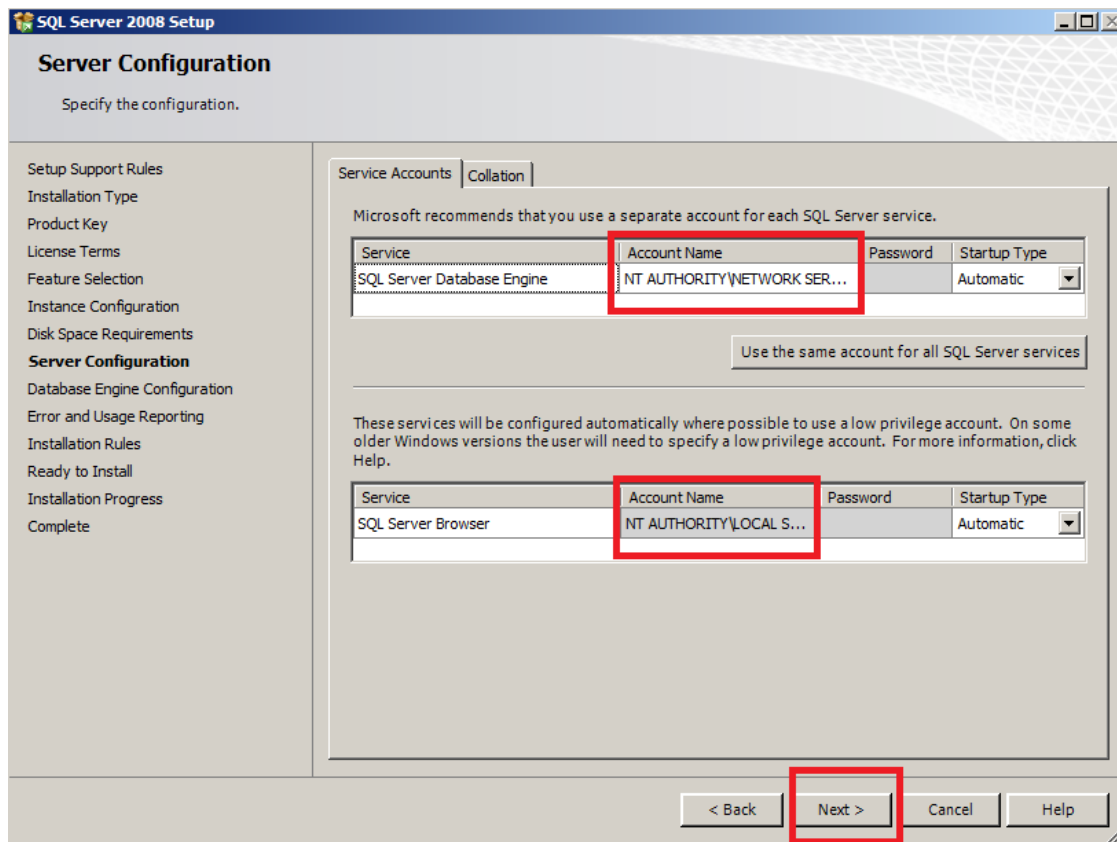 SQL Server 2008 Setup
Server Configuration
Specify the configuration.
Setup Support Rules
Installation Type
Product Key
License Terms
Feature Selection
Instance Configuration
Disk Space Requirements
Server Configuration
Database Engine Configuration
Error and Usage Reporting
Installation Rules
Ready to Install
Installation Progress
Complete
Service Accounts Collation
Microsoft recommends that you use a separate account for each SQL Server service.
Service Account Name Password Startup Type
SQL Server Database Engine NT AUTHORITY\NETWORK SER... Automatic
Use the same account for all SQL Server services
These services will be configured automatically where possible to use a low privilege account. On some
older Windows versions the user will need to specify a low privilege account. For more information, click
Help.
Service Account Name Password Startup Type
SQL Server Browser NT AUTHORITY\LOCAL S... Automatic
< Back Next > Cancel Help